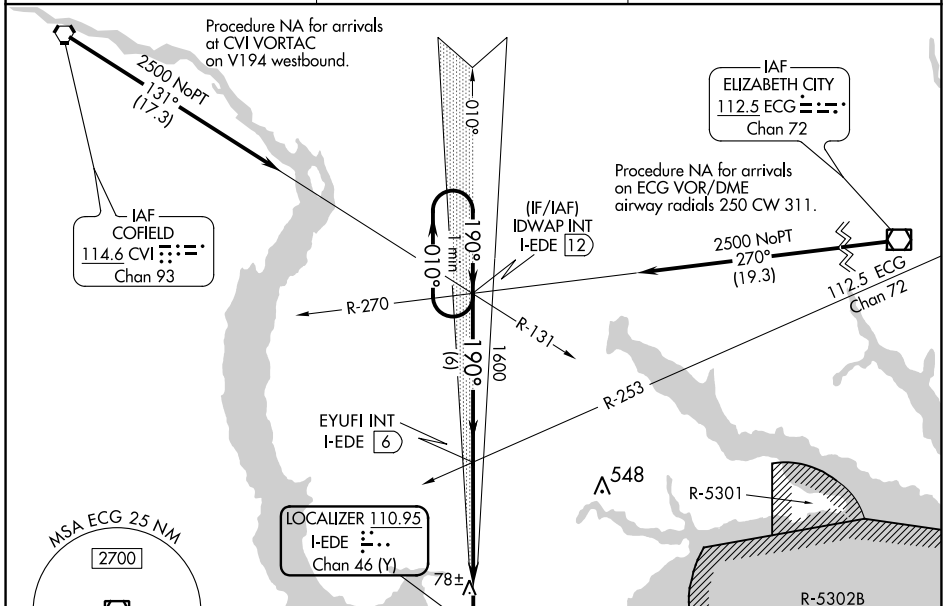 Procedure NA for arrivals
at CVI VORTAC
on V194 westbound.
2500 NoPT
131°
(17.3)
010°
IAF
ELIZABETH CITY
112.5 ECG
Chan 72
Procedure NA for arrivals
on ECG VOR/DME
airway radials 250 CW 311.
IAF
COFIELD
114.6 CVI
Chan 93
(IF/IAF)
IDWAP INT
I-EDE 12
190°
1 min
010°
2500 NoPT
270°
(19.3)
112.5 ECG
Chan 72
R-270
R-131
190°
(6)
1600
R-253
EYUFI INT
I-EDE 6
548
R-5301
MSA ECG 25 NM
2700
LOCALIZER 110.95
I-EDE
Chan 46 (Y)
78±
R-5302B